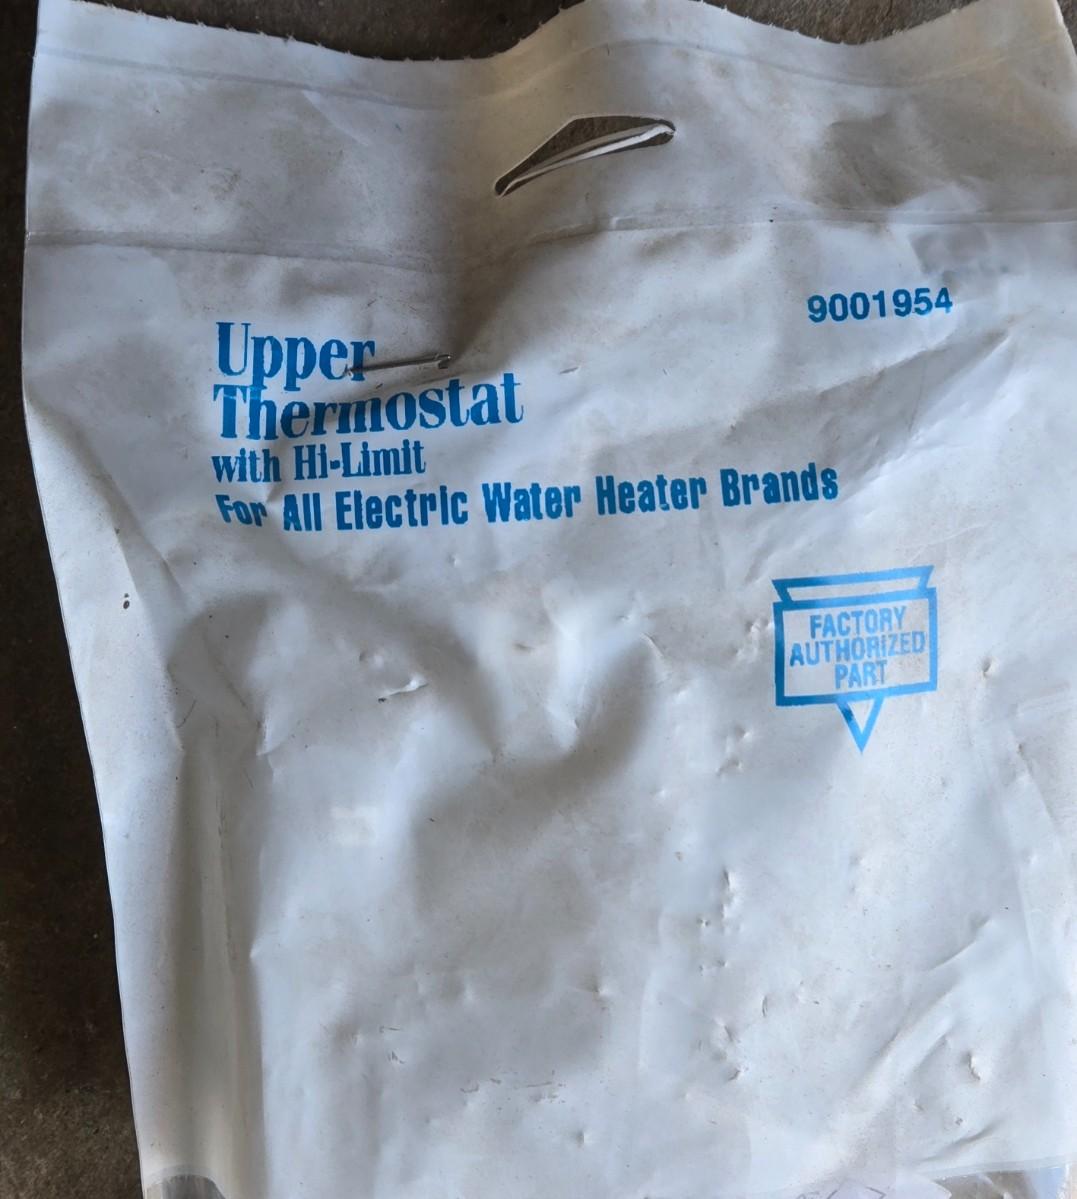 9001954
Upper
Thermostat
with Hi-Limit
For All Electric Water Heater Brands
FACTORY
AUTHORIZED
PART